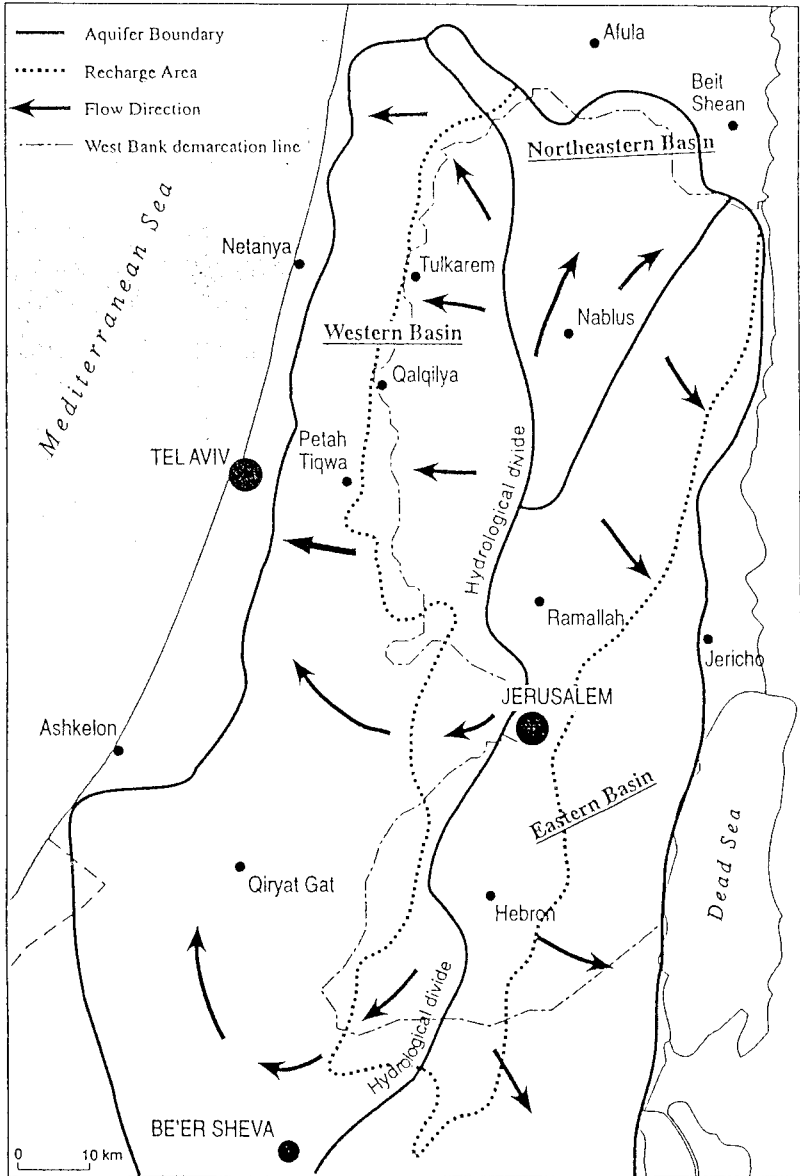 Aquifer Boundary
Recharge Area
Flow Direction
West Bank demarcation line
Afula
Beit
Shean
Northeastern Basin
Mediterranean Sea
Netanya
Tulkarem
Nablus
Western Basin
Qalqilya
Petah
Tiqwa
TEL AVIV
Hydrological divide
Ramallah
Jericho
JERUSALEM
Ashkelon
Eastern Basin
Dead Sea
Qiryat Gat
Hebron
Hydrological divide
BE'ER SHEVA
0 10 km